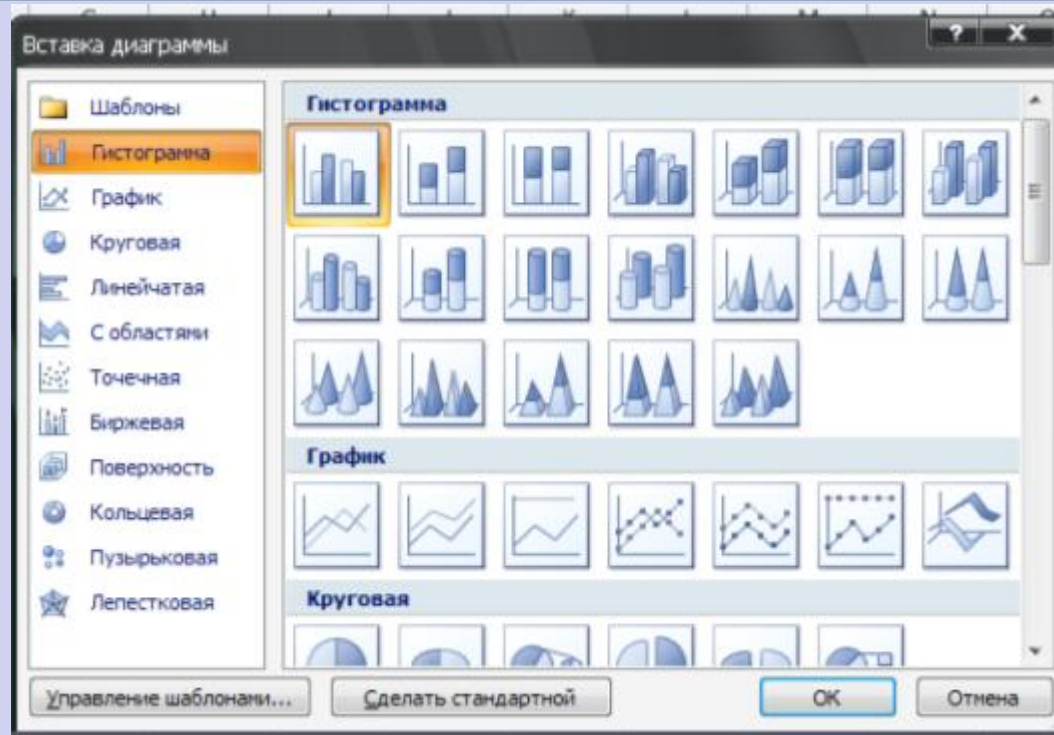 Вставка диаграммы
Шаблоны
Гистограмма
График
Круговая
Линейчатая
С областями
Точечная
Биржевая
Поверхность
Кольцевая
Пузырьковая
Лепестковая
Гистограмма
График
Круговая
Управление шаблонами...
Сделать стандартной
ОК
Отмена